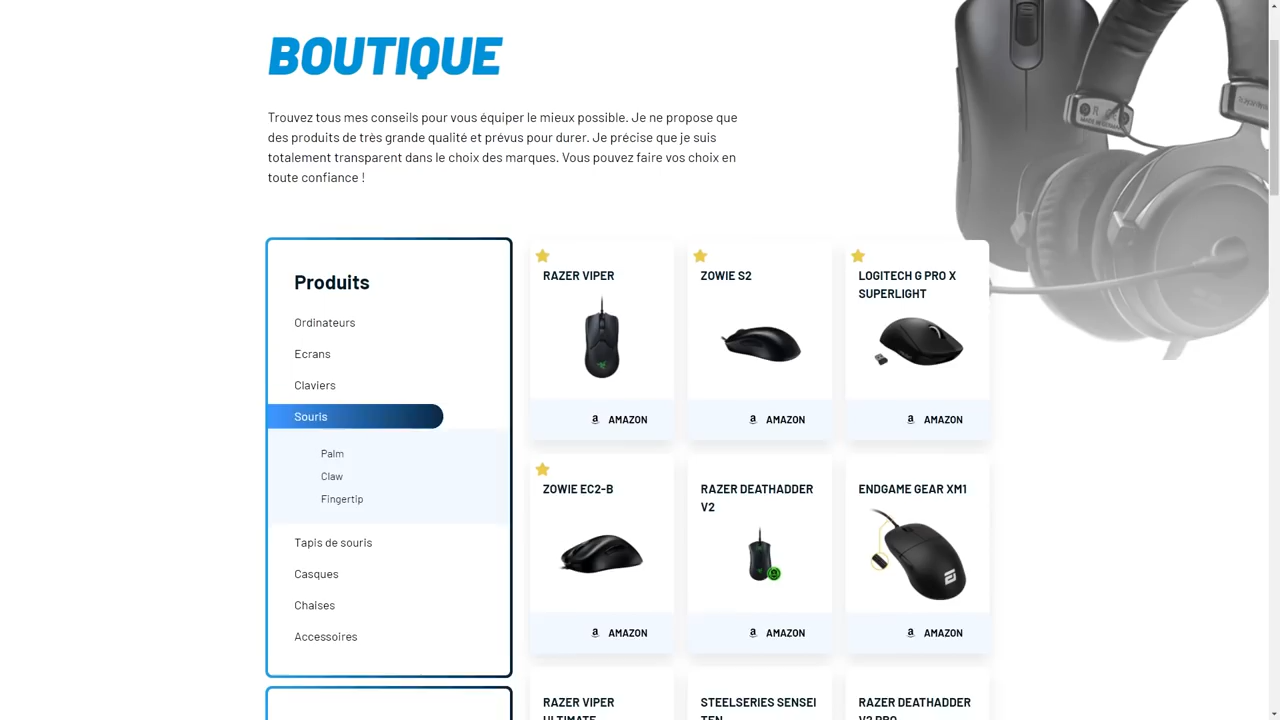 BOUTIQUE
Trouvez tous mes conseils pour vous équiper le mieux possible. Je ne propose que
des produits de très grande qualité et prévus pour durer. Je précise que je suis
totalement transparent dans le choix des marques. Vous pouvez faire vos choix en
toute confiance !
Produits
Ordinateurs
Ecrans
Claviers
Souris
Palm
Claw
Fingertip
Tapis de souris
Casques
Chaises
Accessoires
RAZER VIPER
AMAZON
ZOWIE S2
AMAZON
LOGITECH G PRO X
SUPERLIGHT
AMAZON
ZOWIE EC2-B
AMAZON
RAZER DEATHADDER
V2
AMAZON
ENDGAME GEAR XM1
AMAZON
RAZER VIPER
ULTIMATE
STEELSERIES SENSEI
TEN
RAZER DEATHADDER
V2 PRO